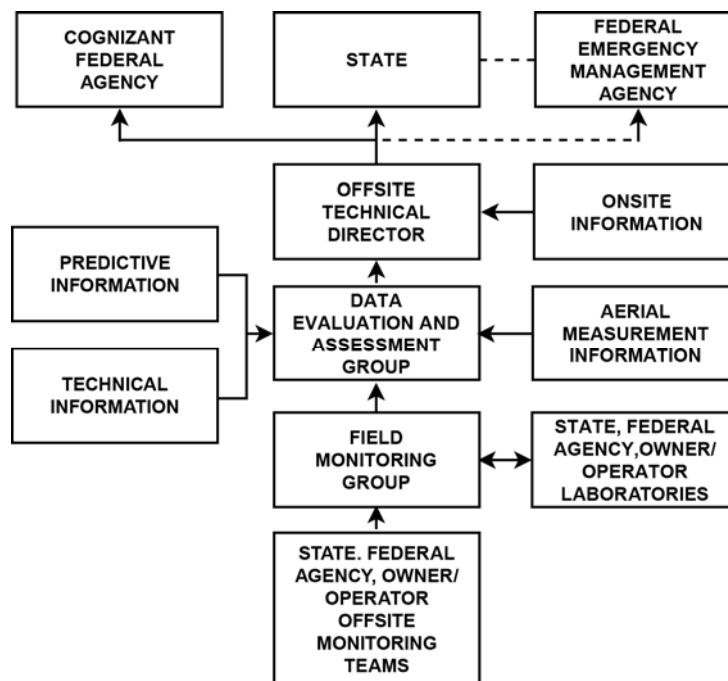 COGNIZANT
FEDERAL
AGENCY
STATE
FEDERAL
EMERGENCY
MANAGEMENT
AGENCY
OFFSITE
TECHNICAL
DIRECTOR
ONSITE
INFORMATION
PREDICTIVE
INFORMATION
DATA
EVALUATION AND
ASSESSMENT
GROUP
AERIAL
MEASUREMENT
INFORMATION
TECHNICAL
INFORMATION
FIELD
MONITORING
GROUP
STATE, FEDERAL
AGENCY,OWNER/
OPERATOR
LABORATORIES
STATE. FEDERAL
AGENCY, OWNER/
OPERATOR
OFFSITE
MONITORING
TEAMS